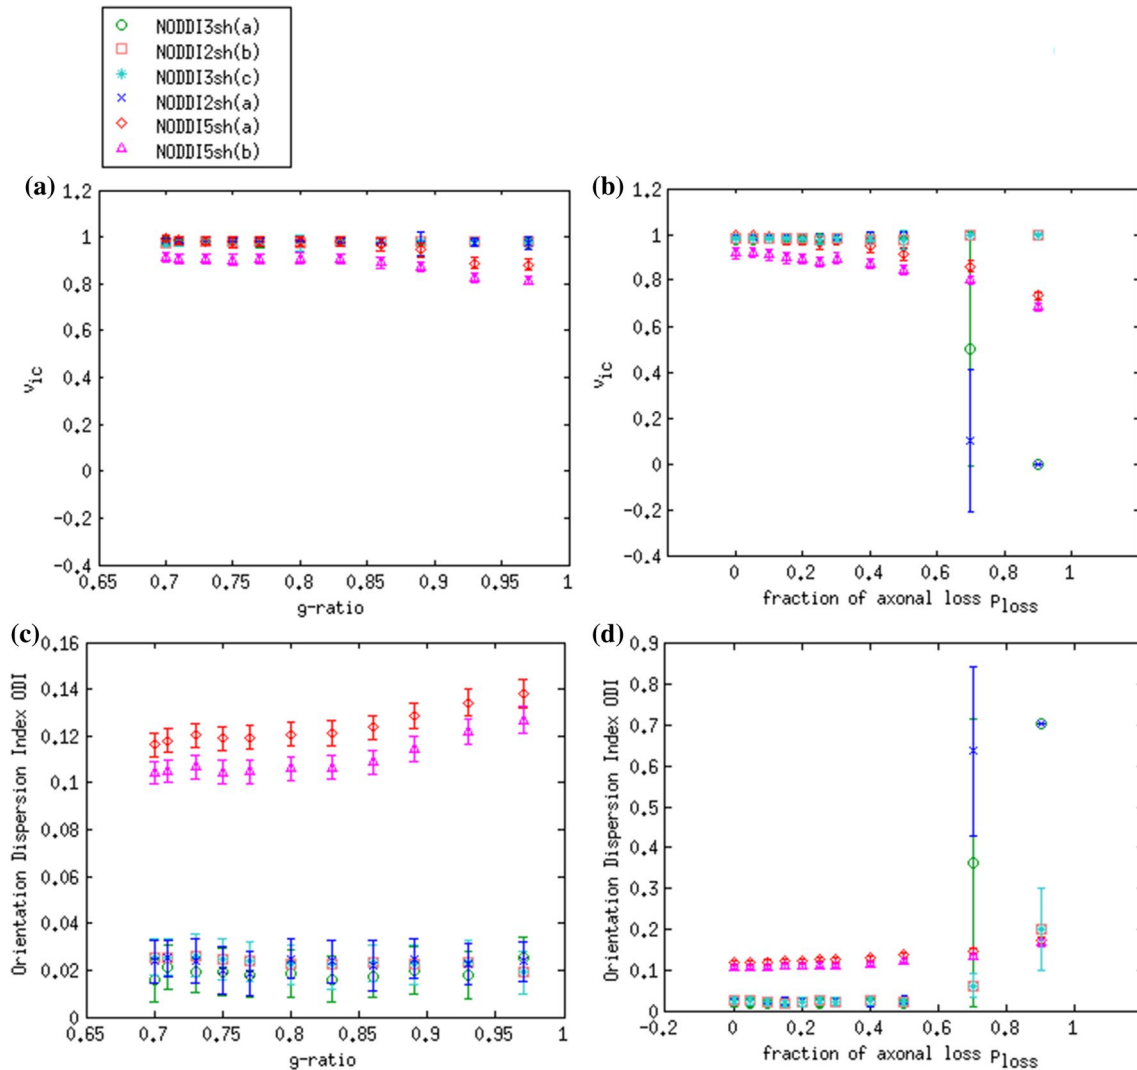 NODDI3sh(a)
NODDI2sh(b)
NODDI3sh(c)
NODDI2sh(a)
NODDI5sh(a)
NODDI5sh(b)
(a)
1.2
1
0.8
0.6
0.4
0.2
0
-0.2
-0.4
νic
0.65 0.7 0.75 0.8 0.85 0.9 0.95 1
g-ratio
(b)
1.2
1
0.8
0.6
0.4
0.2
0
-0.2
-0.4
νic
0 0.2 0.4 0.6 0.8 1
fraction of axonal loss Ploss
(c)
0.16
0.14
0.12
0.1
0.08
0.06
0.04
0.02
0
Orientation Dispersion Index ODI
0.65 0.7 0.75 0.8 0.85 0.9 0.95 1
g-ratio
(d)
0.9
0.8
0.7
0.6
0.5
0.4
0.3
0.2
0.1
0
Orientation Dispersion Index ODI
-0.2 0 0.2 0.4 0.6 0.8 1
fraction of axonal loss Ploss